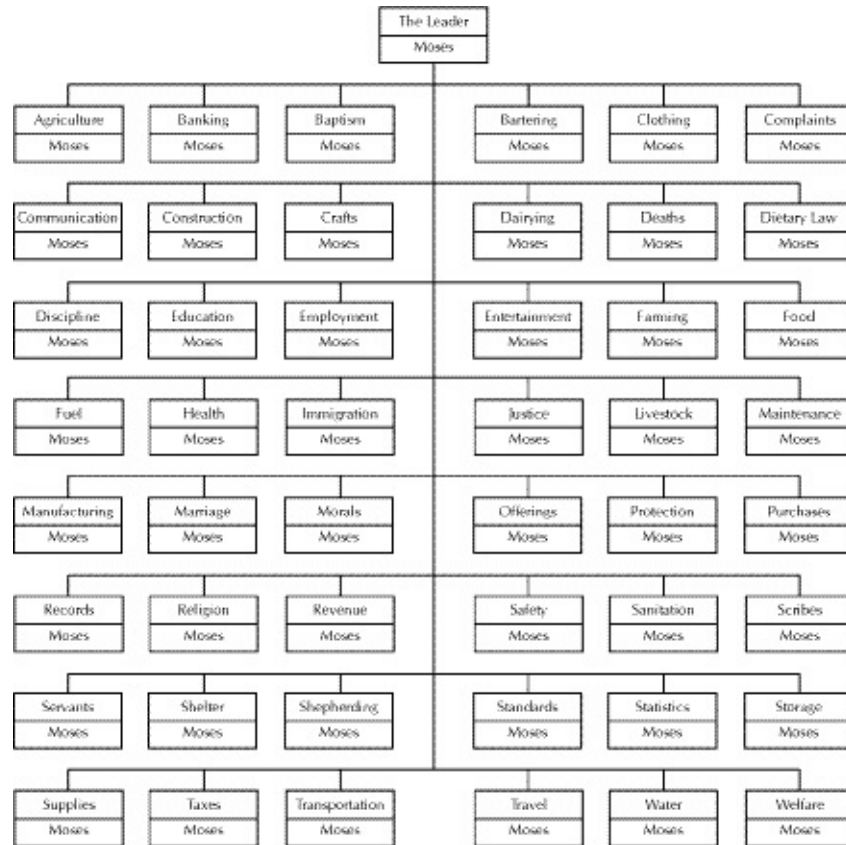 The Leader
Moses
Agriculture Banking Baptism Bartering Clothing Complaints
Moses Moses Moses Moses Moses Moses
Communication Construction Crafts Dairying Deaths Dietary Law
Moses Moses Moses Moses Moses Moses
Discipline Education Employment Entertainment Farming Food
Moses Moses Moses Moses Moses Moses
Fuel Health Immigration Justice Livestock Maintenance
Moses Moses Moses Moses Moses Moses
Manufacturing Marriage Morals Offerings Protection Purchases
Moses Moses Moses Moses Moses Moses
Records Religion Revenue Safety Sanitation Scribes
Moses Moses Moses Moses Moses Moses
Servants Shelter Shepherding Standards Statistics Storage
Moses Moses Moses Moses Moses Moses
Supplies Taxes Transportation Travel Water Welfare
Moses Moses Moses Moses Moses Moses